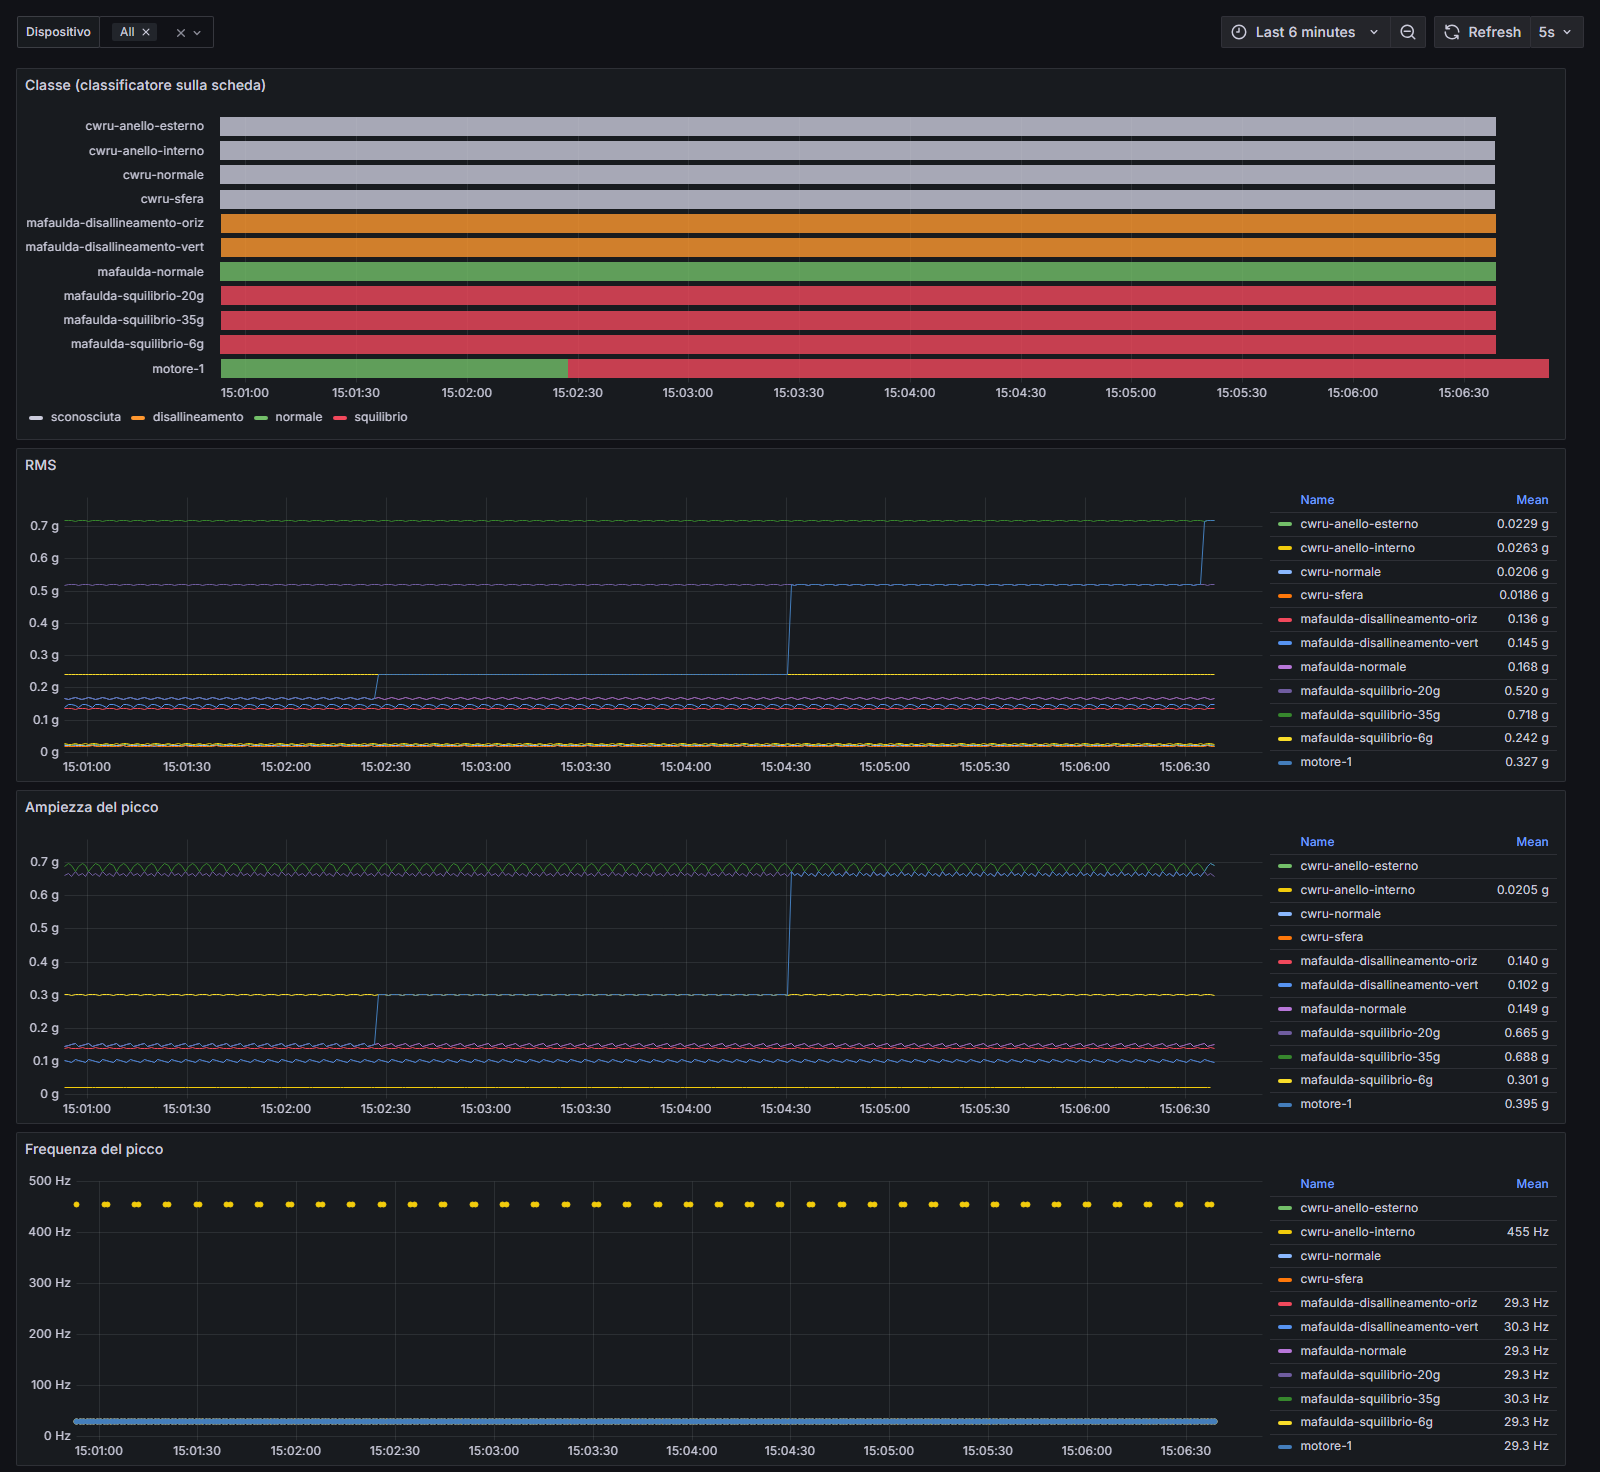 Dispositivo All
Last 6 minutes Refresh 5s
Classe (classificatore sulla scheda)
cwru-anello-esterno
cwru-anello-interno
cwru-normale
cwru-sfera
mafaulda-disallineamento-oriz
mafaulda-disallineamento-vert
mafaulda-normale
mafaulda-squilibrio-20g
mafaulda-squilibrio-35g
mafaulda-squilibrio-6g
motore-1
15:01:00 15:01:30 15:02:00 15:02:30 15:03:00 15:03:30 15:04:00 15:04:30 15:05:00 15:05:30 15:06:00 15:06:30
sconosciuta disallineamento normale squilibrio
RMS
0.7 g
0.6 g
0.5 g
0.4 g
0.3 g
0.2 g
0.1 g
0 g
15:01:00 15:01:30 15:02:00 15:02:30 15:03:00 15:03:30 15:04:00 15:04:30 15:05:00 15:05:30 15:06:00 15:06:30
Name Mean
cwru-anello-esterno 0.0229 g
cwru-anello-interno 0.0263 g
cwru-normale 0.0206 g
cwru-sfera 0.0186 g
mafaulda-disallineamento-oriz 0.136 g
mafaulda-disallineamento-vert 0.145 g
mafaulda-normale 0.168 g
mafaulda-squilibrio-20g 0.520 g
mafaulda-squilibrio-35g 0.718 g
mafaulda-squilibrio-6g 0.242 g
motore-1 0.327 g
Ampiezza del picco
0.7 g
0.6 g
0.5 g
0.4 g
0.3 g
0.2 g
0.1 g
0 g
15:01:00 15:01:30 15:02:00 15:02:30 15:03:00 15:03:30 15:04:00 15:04:30 15:05:00 15:05:30 15:06:00 15:06:30
Name Mean
cwru-anello-esterno
cwru-anello-interno 0.0205 g
cwru-normale
cwru-sfera
mafaulda-disallineamento-oriz 0.140 g
mafaulda-disallineamento-vert 0.102 g
mafaulda-normale 0.149 g
mafaulda-squilibrio-20g 0.665 g
mafaulda-squilibrio-35g 0.688 g
mafaulda-squilibrio-6g 0.301 g
motore-1 0.395 g
Frequenza del picco
500 Hz
400 Hz
300 Hz
200 Hz
100 Hz
0 Hz
15:01:00 15:01:30 15:02:00 15:02:30 15:03:00 15:03:30 15:04:00 15:04:30 15:05:00 15:05:30 15:06:00 15:06:30
Name Mean
cwru-anello-esterno
cwru-anello-interno 455 Hz
cwru-normale
cwru-sfera
mafaulda-disallineamento-oriz 29.3 Hz
mafaulda-disallineamento-vert 30.3 Hz
mafaulda-normale 29.3 Hz
mafaulda-squilibrio-20g 29.3 Hz
mafaulda-squilibrio-35g 30.3 Hz
mafaulda-squilibrio-6g 29.3 Hz
motore-1 29.3 Hz